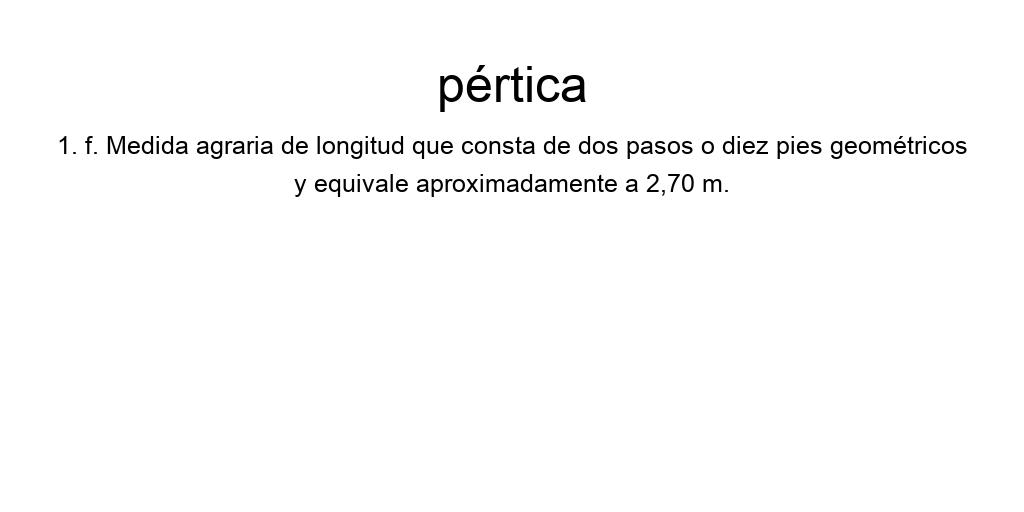 pértica
1. f. Medida agraria de longitud que consta de dos pasos o diez pies geométricos
y equivale aproximadamente a 2,70 m.